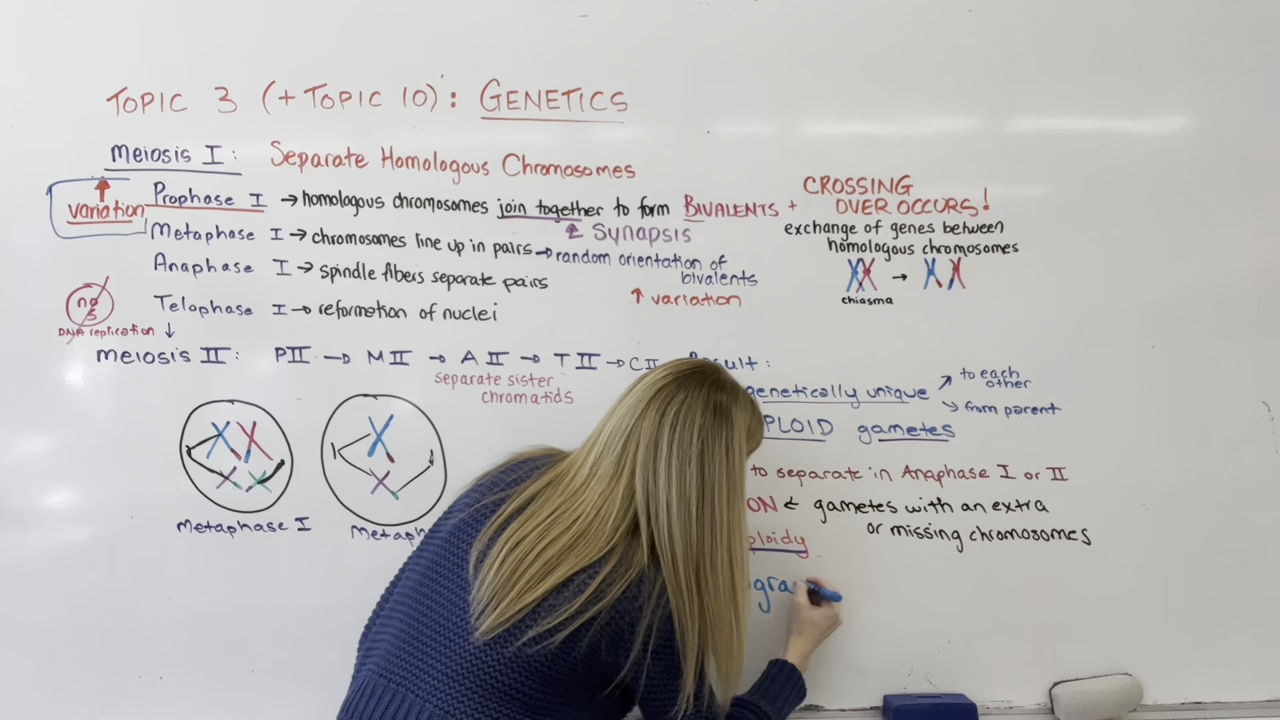 TOPIC 3 (+ TOPIC 10): GENETICS
Meiosis I: Separate Homologous Chromosomes
variation
Prophase I → homologous chromosomes join together to form BIVALENTS +
CROSSING
OVER OCCURS!
exchange of genes between
homologous chromosomes
chiasma
↑ Synapsis
Metaphase I → chromosomes line up in pairs → random orientation of
bivalents
↑ variation
Anaphase I → spindle fibers separate pairs
Telophase I → reformation of nuclei
no
S
DNA replication ↓
meiosis II: PII → MII → AII → TII → CII
separate sister
chromatids
Metaphase I
Result:
genetically unique
to each
other
from parent
PLOID gametes
to separate in Anaphase I or II
ON ← gametes with an extra
or missing chromosomes
ploidy
gra